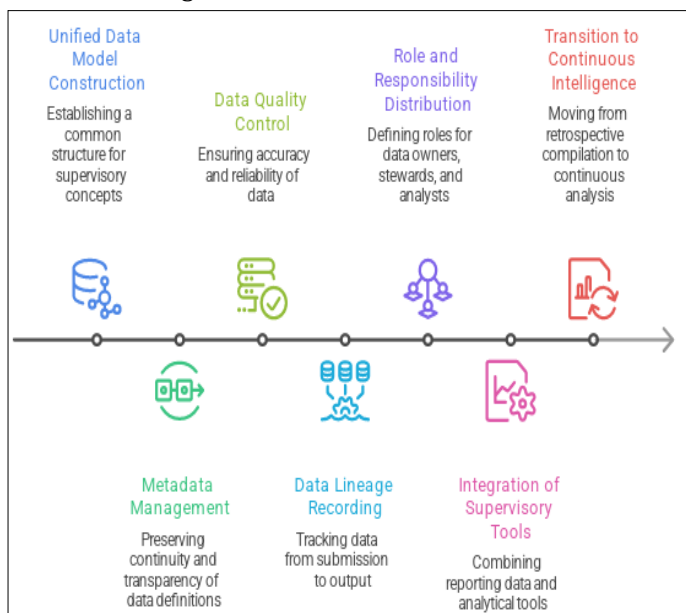 Unified Data
Model
Construction
Establishing a
common
structure for
supervisory
concepts
Metadata
Management
Preserving
continuity and
transparency of
data definitions
Data Quality
Control
Ensuring accuracy
and reliability of
data
Data Lineage
Recording
Tracking data
from submission
to output
Role and
Responsibility
Distribution
Defining roles for
data owners,
stewards, and
analysts
Integration of
Supervisory
Tools
Combining
reporting data and
analytical tools
Transition to
Continuous
Intelligence
Moving from
retrospective
compilation to
continuous
analysis